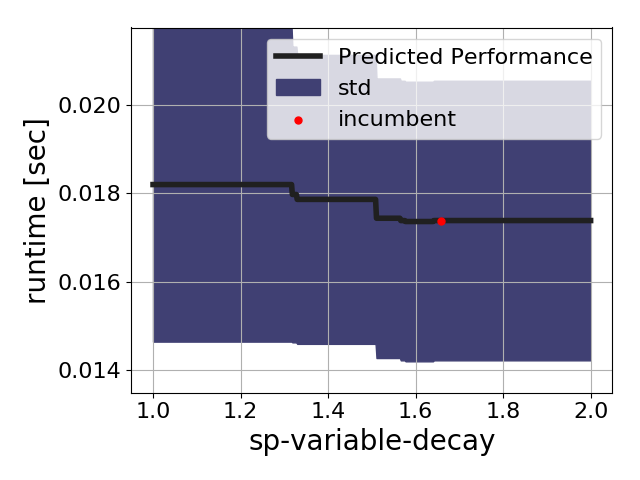 Predicted Performance
std
incumbent
0.020
0.018
0.016
0.014
runtime [sec]
1.0 1.2 1.4 1.6 1.8 2.0
sp-variable-decay